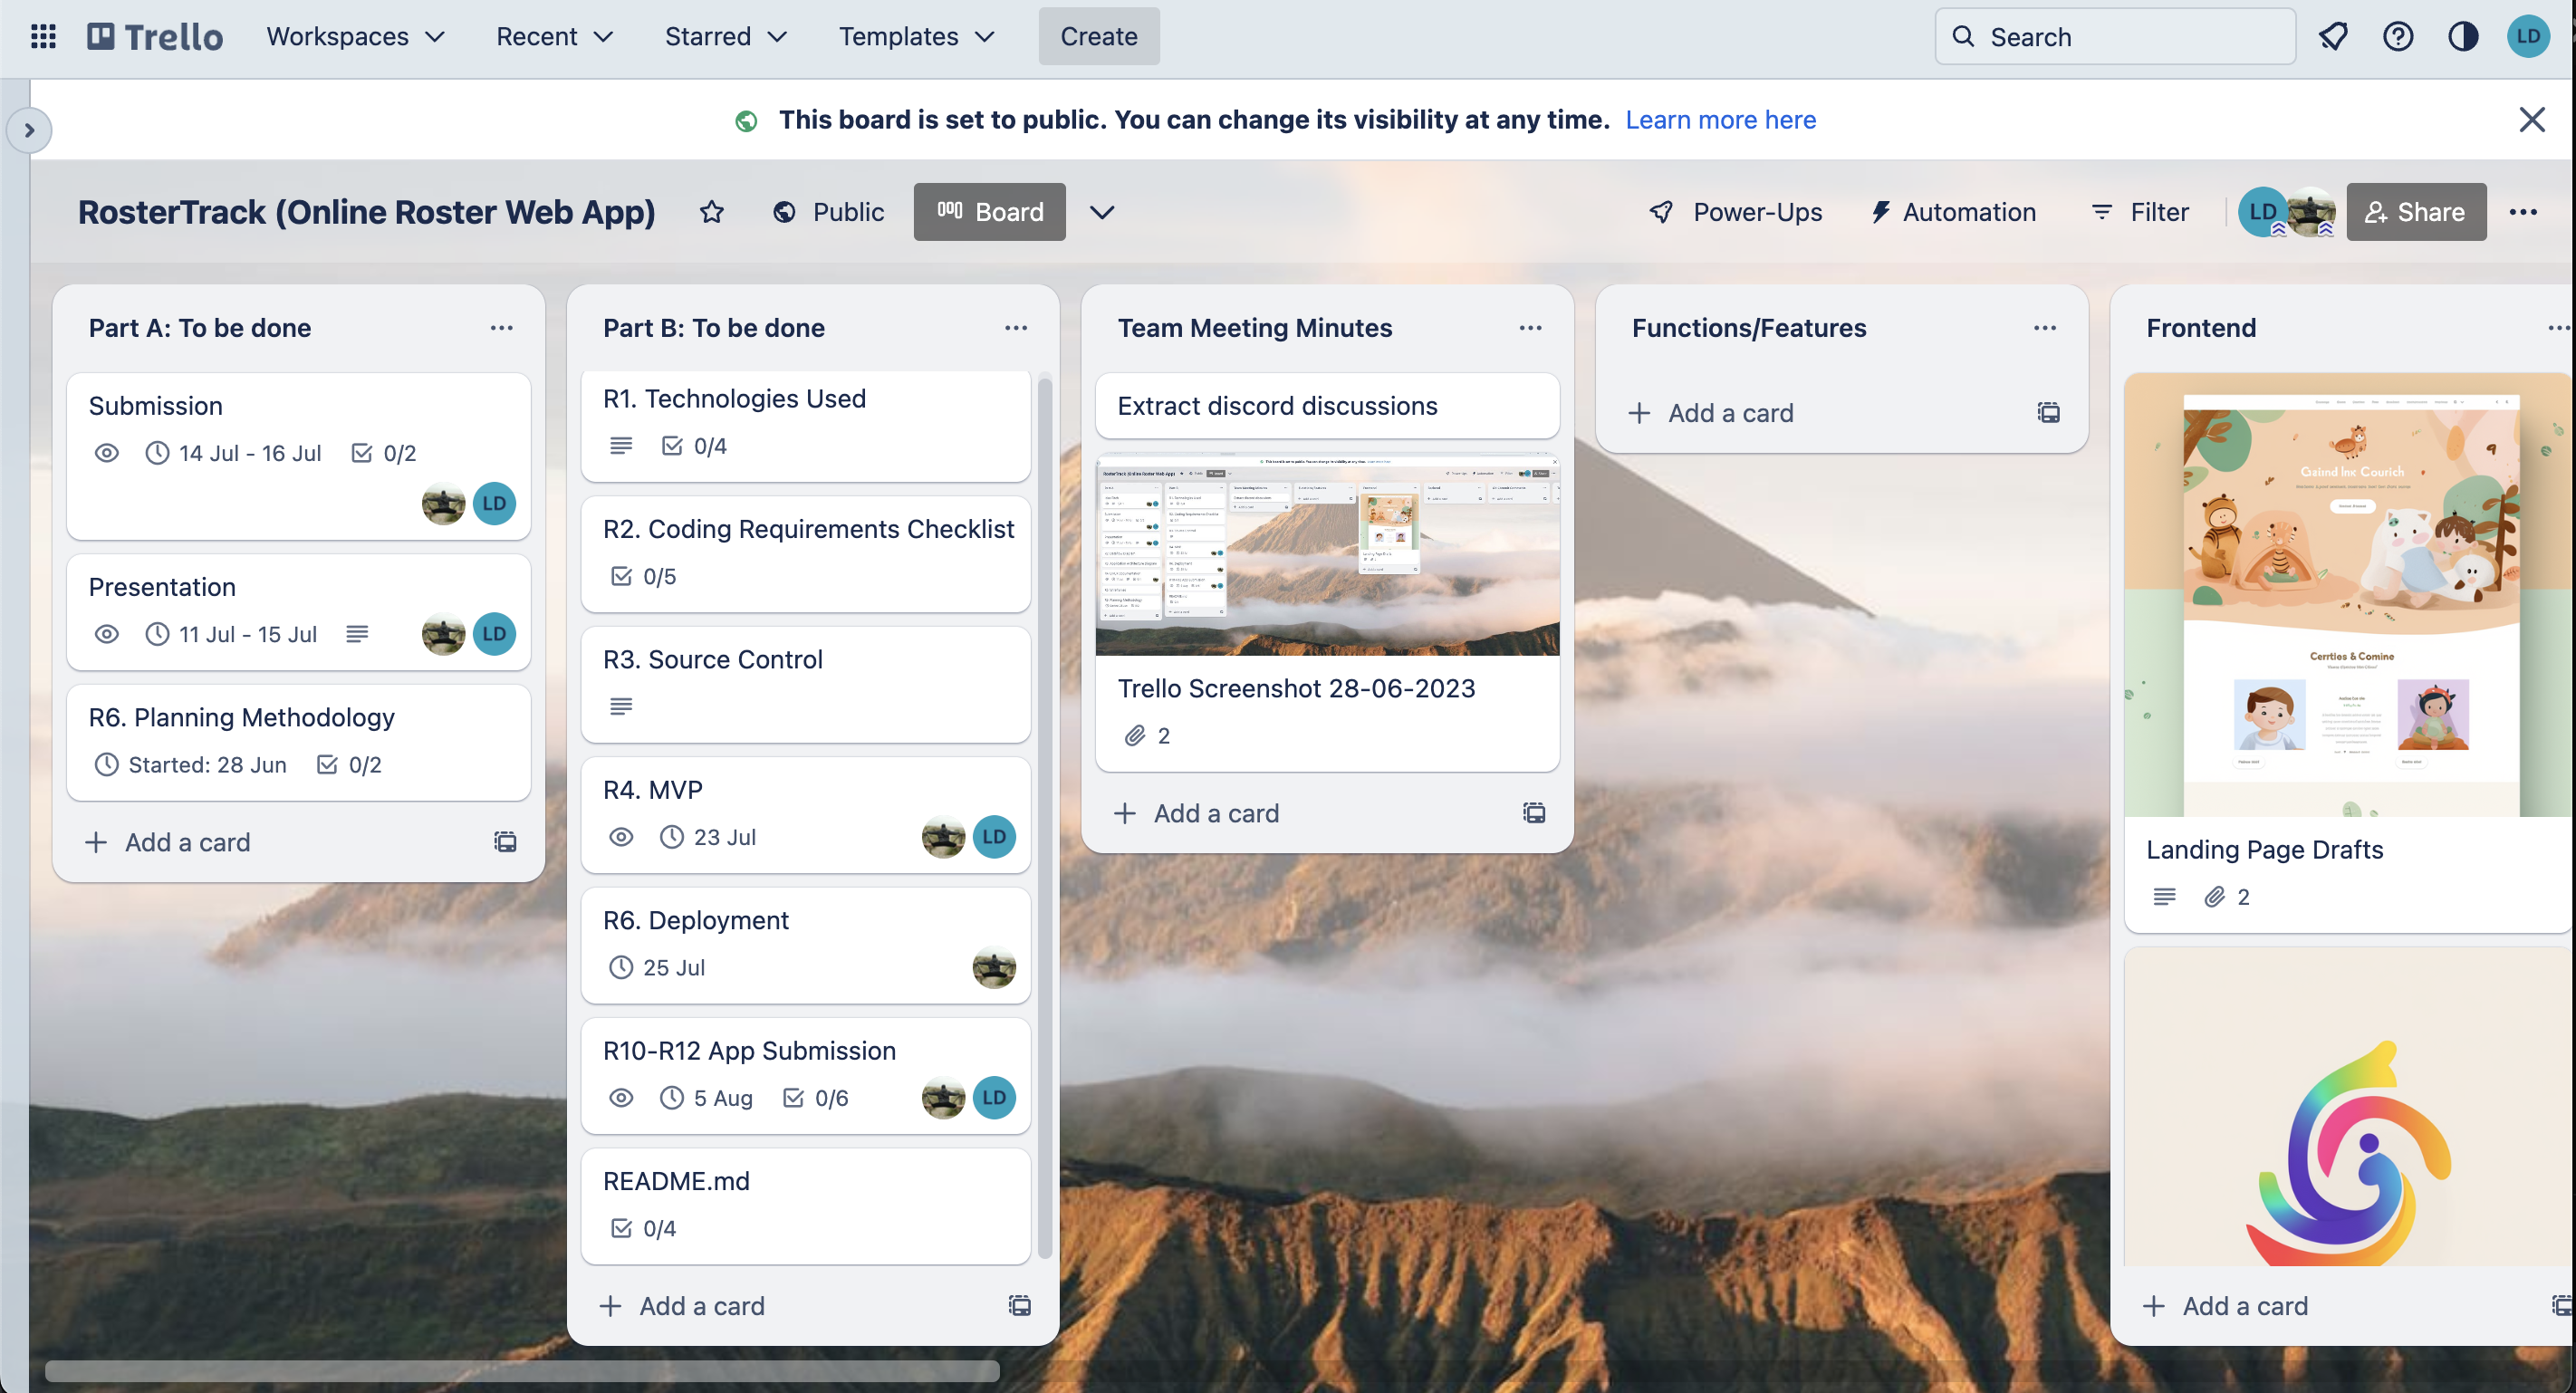 Trello
Workspaces
Recent
Starred
Templates
Create
Search
LD
This board is set to public. You can change its visibility at any time. Learn more here
RosterTrack (Online Roster Web App)
Public
Board
Power-Ups
Automation
Filter
LD
Share
Part A: To be done
Submission
14 Jul - 16 Jul
0/2
LD
Presentation
11 Jul - 15 Jul
LD
R6. Planning Methodology
Started: 28 Jun
0/2
Add a card
Part B: To be done
R1. Technologies Used
0/4
R2. Coding Requirements Checklist
0/5
R3. Source Control
R4. MVP
23 Jul
LD
R6. Deployment
25 Jul
R10-R12 App Submission
5 Aug
0/6
LD
README.md
0/4
Add a card
Team Meeting Minutes
Extract discord discussions
Trello Screenshot 28-06-2023
2
Add a card
Functions/Features
Add a card
Frontend
Cerrties & Comine
Landing Page Drafts
2
Add a card